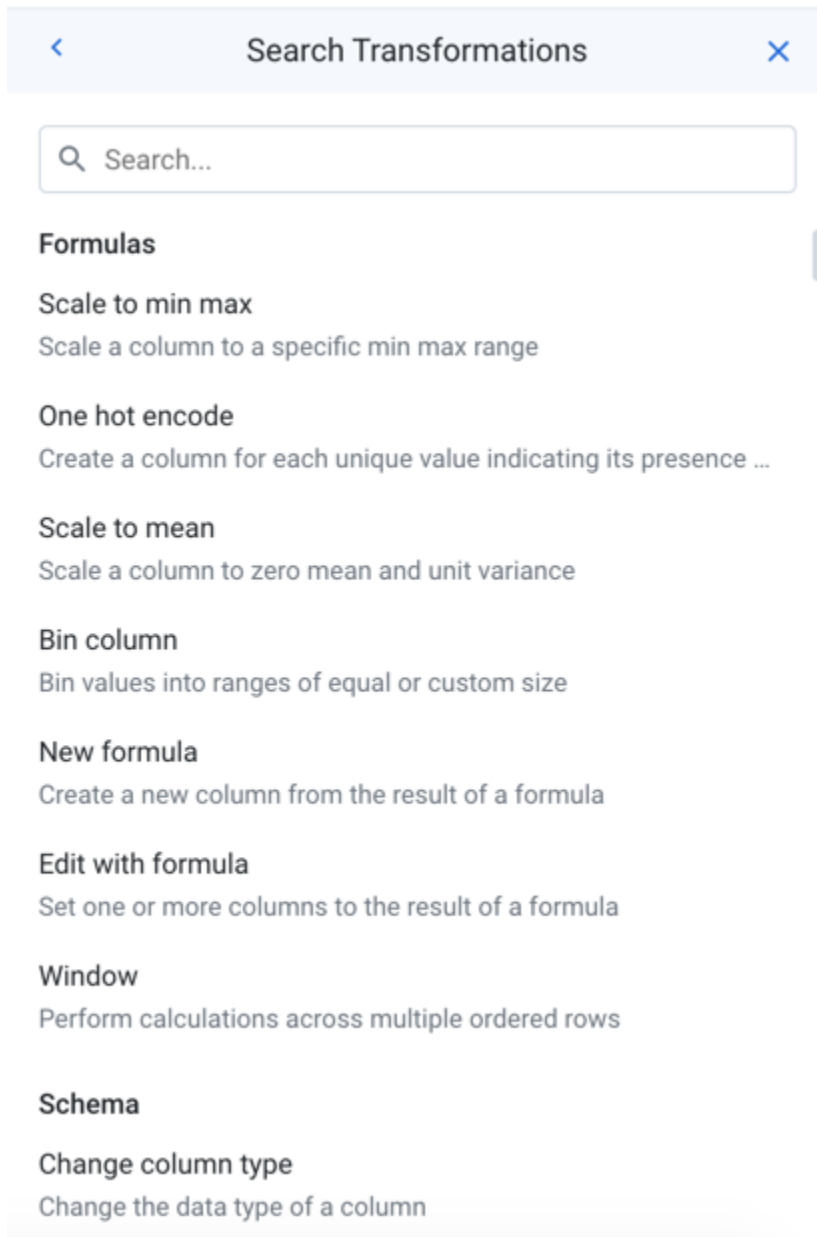 Search Transformations
Search...
Formulas
Scale to min max
Scale a column to a specific min max range
One hot encode
Create a column for each unique value indicating its presence ...
Scale to mean
Scale a column to zero mean and unit variance
Bin column
Bin values into ranges of equal or custom size
New formula
Create a new column from the result of a formula
Edit with formula
Set one or more columns to the result of a formula
Window
Perform calculations across multiple ordered rows
Schema
Change column type
Change the data type of a column